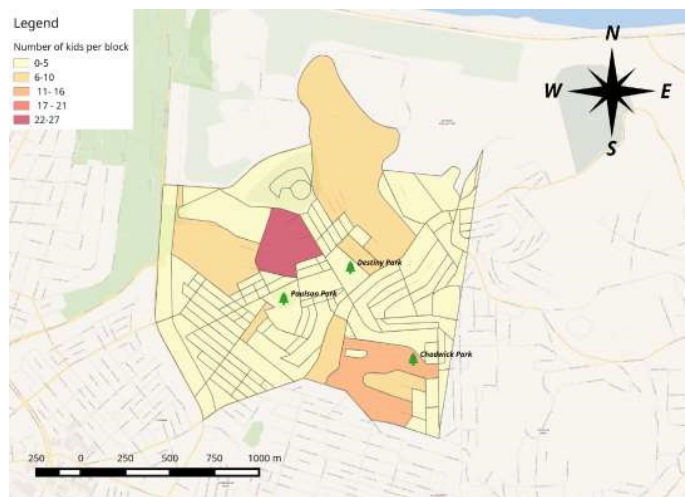 Legend
Number of kids per block
0-5
6-10
11- 16
17 - 21
22-27
N
W
E
S
Destiny Park
Paulson Park
Chadwick Park
250 0 250 500 750 1000 m